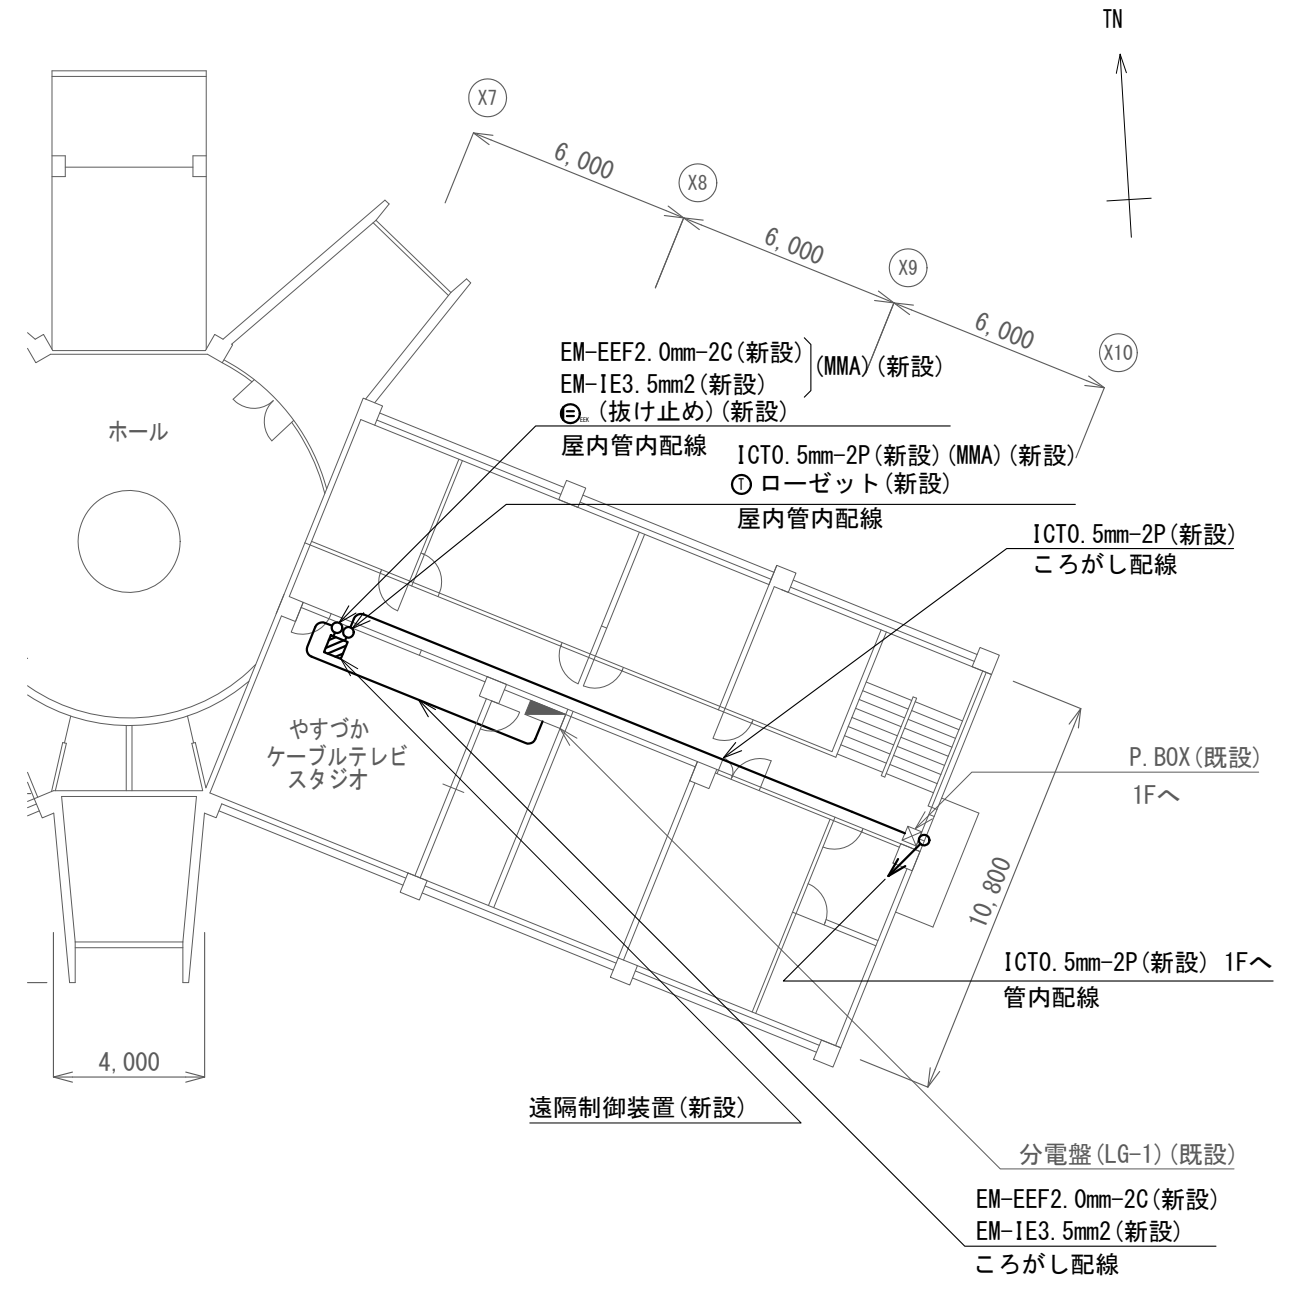 TN
X7
6,000
X8
6,000
X9
6,000
X10
EM-EEF2.0mm-2C(新設)
EM-IE3.5mm2(新設)
(MMA)(新設)
(抜け止め)(新設)
屋内管内配線
ICT0.5mm-2P(新設)(MMA)(新設)
T ローゼット(新設)
屋内管内配線
ICT0.5mm-2P(新設)
ころがし配線
ホール
やすづか
ケーブルテレビ
スタジオ
P.BOX(既設)
1Fへ
10,800
ICT0.5mm-2P(新設) 1Fへ
管内配線
4,000
遠隔制御装置(新設)
分電盤(LG-1)(既設)
EM-EEF2.0mm-2C(新設)
EM-IE3.5mm2(新設)
ころがし配線